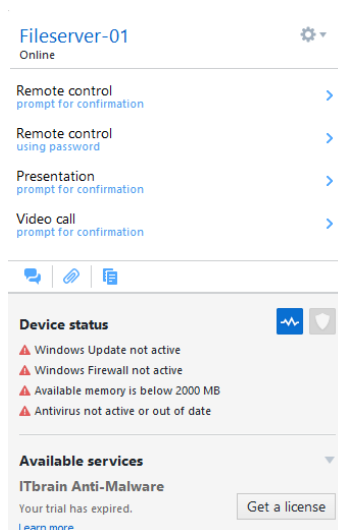 Fileserver-01
Online
Remote control
prompt for confirmation
Remote control
using password
Presentation
prompt for confirmation
Video call
prompt for confirmation
Device status
Windows Update not active
Windows Firewall not active
Available memory is below 2000 MB
Antivirus not active or out of date
Available services
ITbrain Anti-Malware
Your trial has expired.
Get a license
Learn more